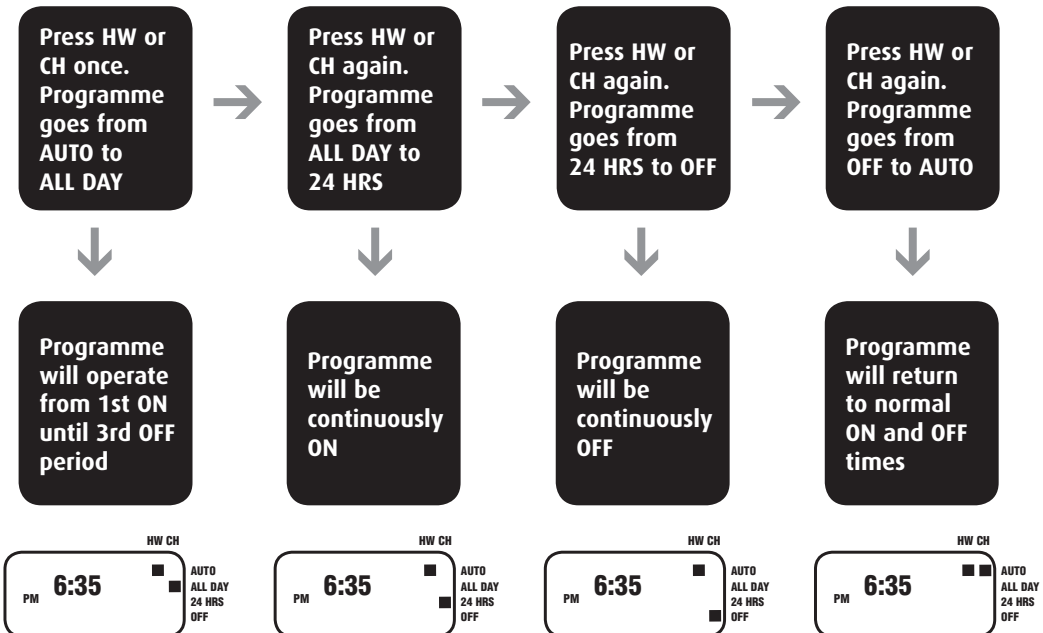 Press HW or
CH once.
Programme
goes from
AUTO to
ALL DAY
Press HW or
CH again.
Programme
goes from
ALL DAY to
24 HRS
Press HW or
CH again.
Programme
goes from
24 HRS to OFF
Press HW or
CH again.
Programme
goes from
OFF to AUTO
Programme
will operate
from 1st ON
until 3rd OFF
period
Programme
will be
continuously
ON
Programme
will be
continuously
OFF
Programme
will return
to normal
ON and OFF
times
HW CH
PM 6:35
AUTO
ALL DAY
24 HRS
OFF
HW CH
PM 6:35
AUTO
ALL DAY
24 HRS
OFF
HW CH
PM 6:35
AUTO
ALL DAY
24 HRS
OFF
HW CH
PM 6:35
AUTO
ALL DAY
24 HRS
OFF